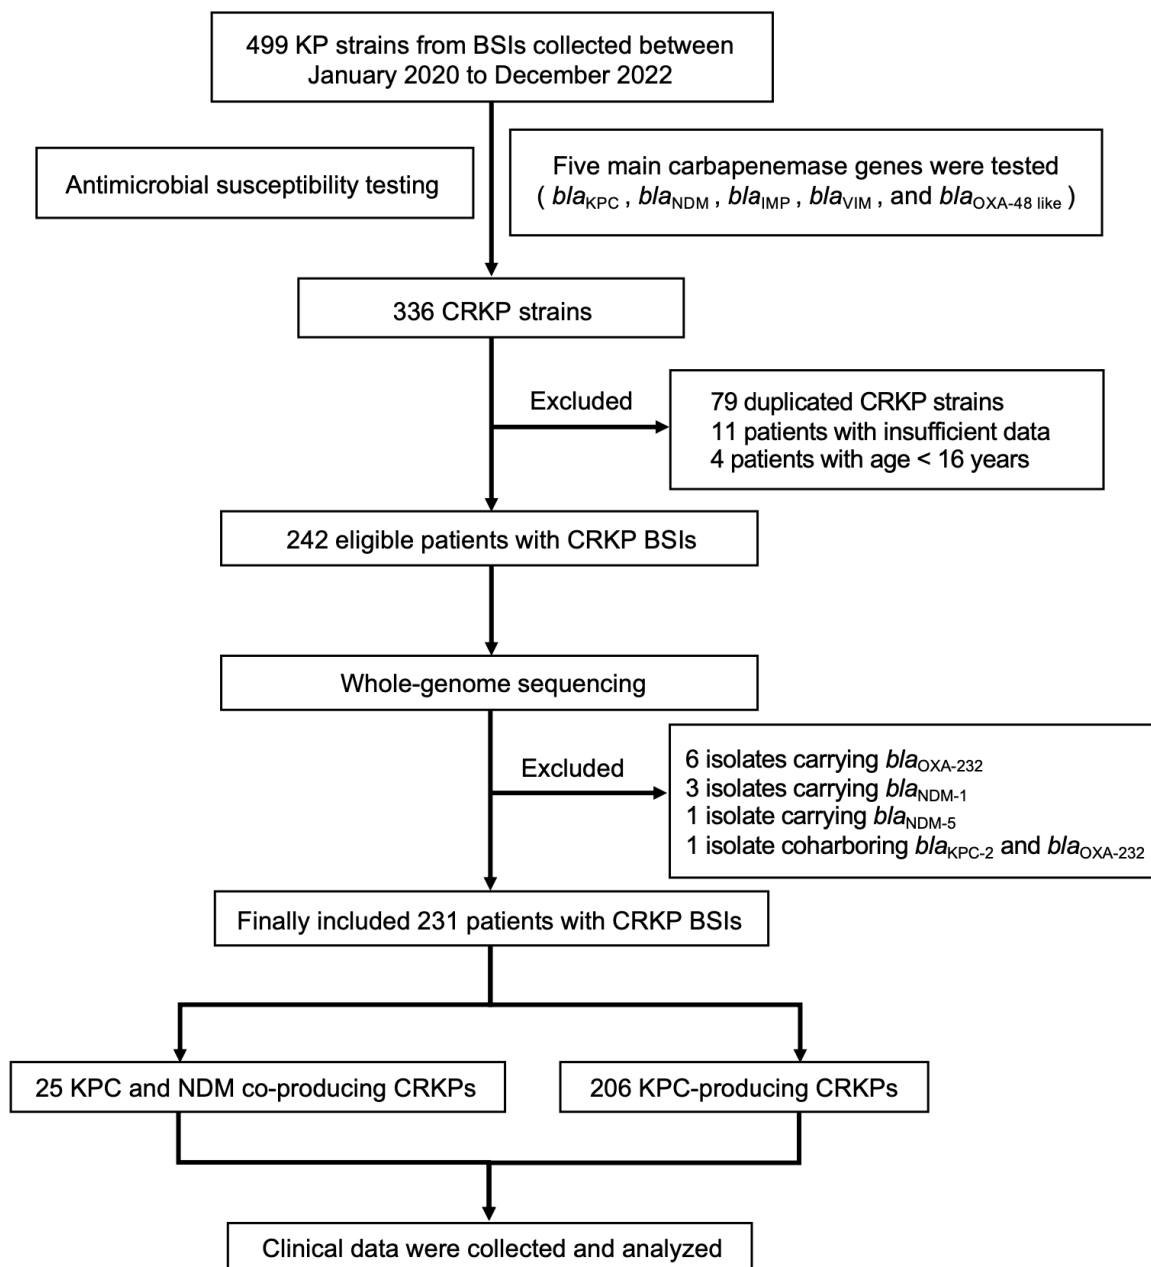 499 KP strains from BSIs collected between
January 2020 to December 2022
Antimicrobial susceptibility testing
Five main carbapenemase genes were tested
( blaKPC , blaNDM , blaIMP , blaVIM , and blaOXA-48 like )
336 CRKP strains
Excluded
79 duplicated CRKP strains
11 patients with insufficient data
4 patients with age < 16 years
242 eligible patients with CRKP BSIs
Whole-genome sequencing
Excluded
6 isolates carrying blaOXA-232
3 isolates carrying blaNDM-1
1 isolate carrying blaNDM-5
1 isolate coharboring blaKPC-2 and blaOXA-232
Finally included 231 patients with CRKP BSIs
25 KPC and NDM co-producing CRKPs
206 KPC-producing CRKPs
Clinical data were collected and analyzed